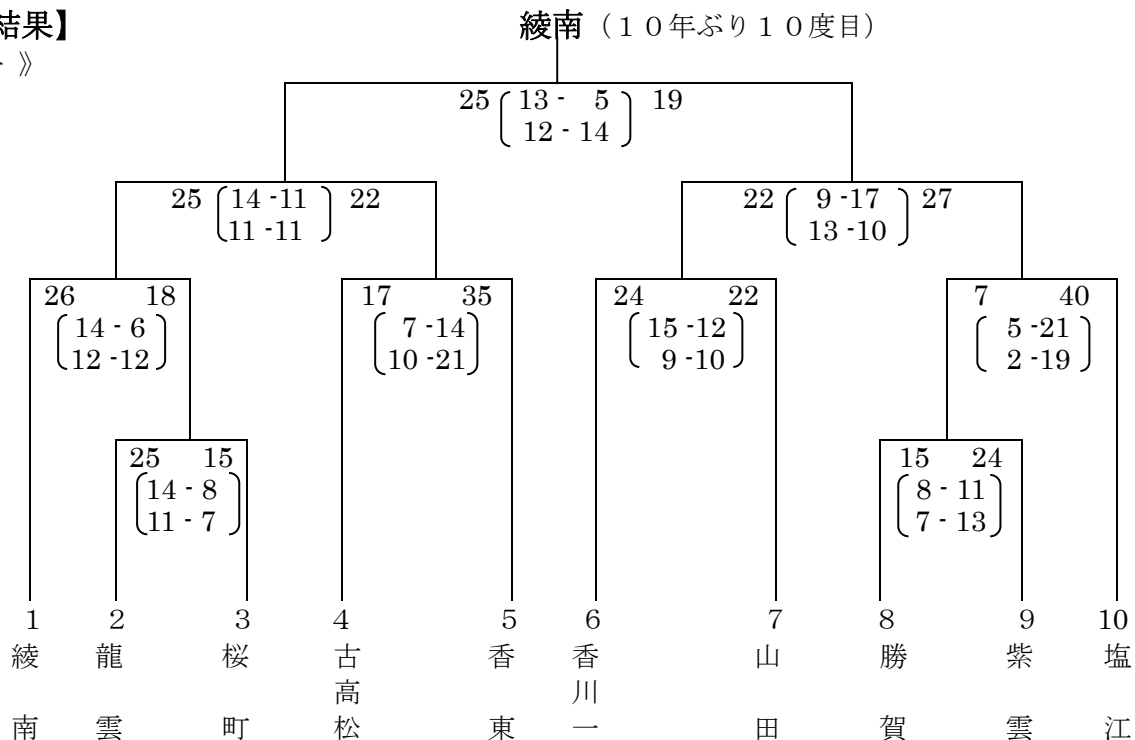 結果】
綾南（１０年ぶり１０度目）
》
25 13 - 5 19
12 - 14
25 14 -11 22
11 -11
22 9 -17 27
13 -10
26 18
14 - 6
12 -12
17 35
7 -14
10 -21
24 22
15 -12
9 -10
7 40
5 -21
2 -19
25 15
14 - 8
11 - 7
15 24
8 - 11
7 - 13
1 2 3 4 5 6 7 8 9 10
綾南
龍雲
桜町
古高松
香東
香川一
山田
勝賀
紫雲
塩江